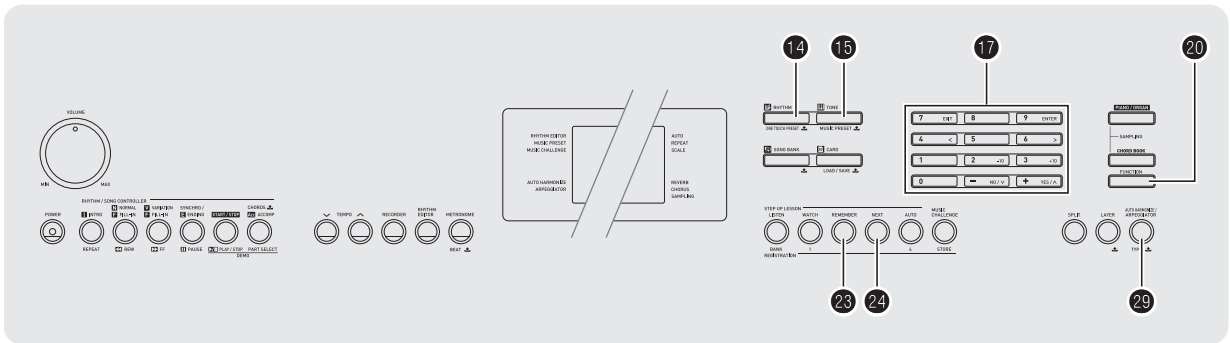 14 15 17 20
VOLUME
MIN MAX
RHYTHM / SONG CONTROLLER
POWER
I INTRO
REPEAT
N NORMAL
F FILL-IN
REW
V VARIATION
F FILL-IN
FF
SYNCHRO /
E ENDING
PAUSE
START/STOP
PLAY / STOP
CHORDS
ACCOMP
PART SELECT
DEMO
TEMPO
RECORDER
RHYTHM
EDITOR
METRONOME
BEAT
RHYTHM EDITOR
MUSIC PRESET
MUSIC CHALLENGE
AUTO HARMONIZE
ARPEGGIATOR
AUTO
REPEAT
SCALE
REVERB
CHORUS
SAMPLING
RHYTHM
ONE TOUCH PRESET
TONE
MUSIC PRESET
SONG BANK
CARD
LOAD / SAVE
7 EXIT 8 9 ENTER
4 < 5 6 >
1 2 -10 3 +10
0 − NO / ∨ + YES / ∧
PIANO / ORGAN
SAMPLING
CHORD BOOK
FUNCTION
STEP UP LESSON
LISTEN WATCH REMEMBER NEXT AUTO
MUSIC
CHALLENGE
BANK 1 4 STORE
REGISTRATION
SPLIT LAYER
AUTO HARMONIZE/
ARPEGGIATOR
TYPE
23 24 29